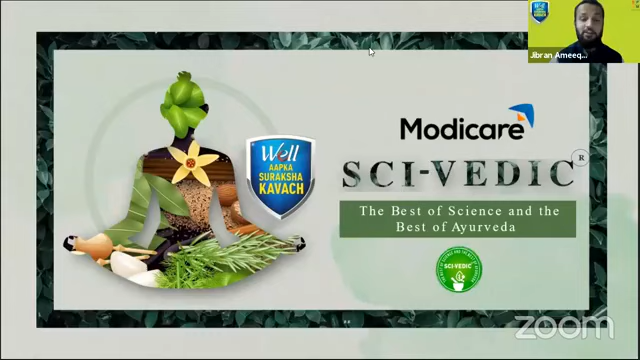 Well
Jibran Ameeq...
Modicare
SCI-VEDIC®
The Best of Science and the
Best of Ayurveda
Well
AAPKA
SURAKSHA
KAVACH
SCI-VEDIC
zoom